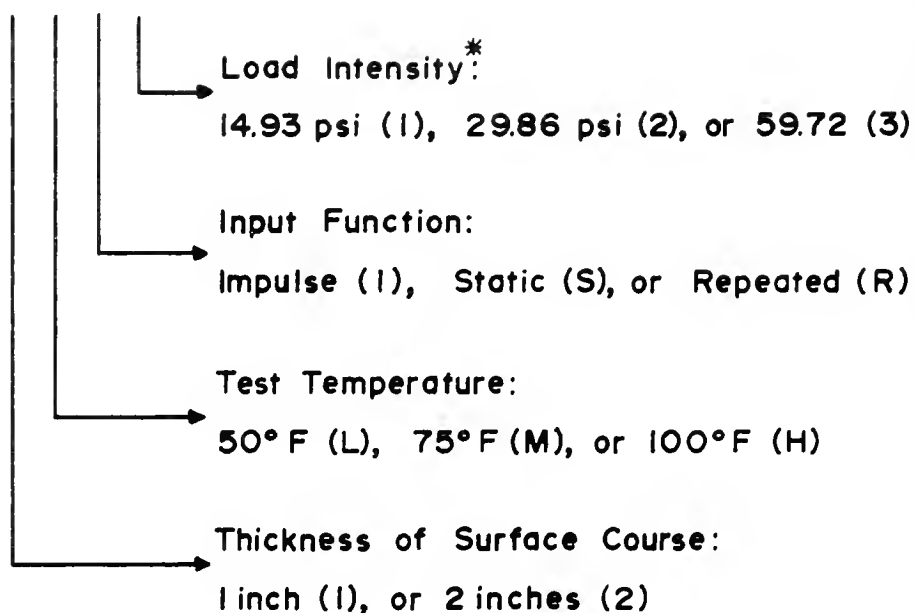 Load Intensity*:
14.93 psi (1), 29.86 psi (2), or 59.72 (3)
Input Function:
Impulse (I), Static (S), or Repeated (R)
Test Temperature:
50°F (L), 75°F (M), or 100°F (H)
Thickness of Surface Course:
1 inch (1), or 2 inches (2)